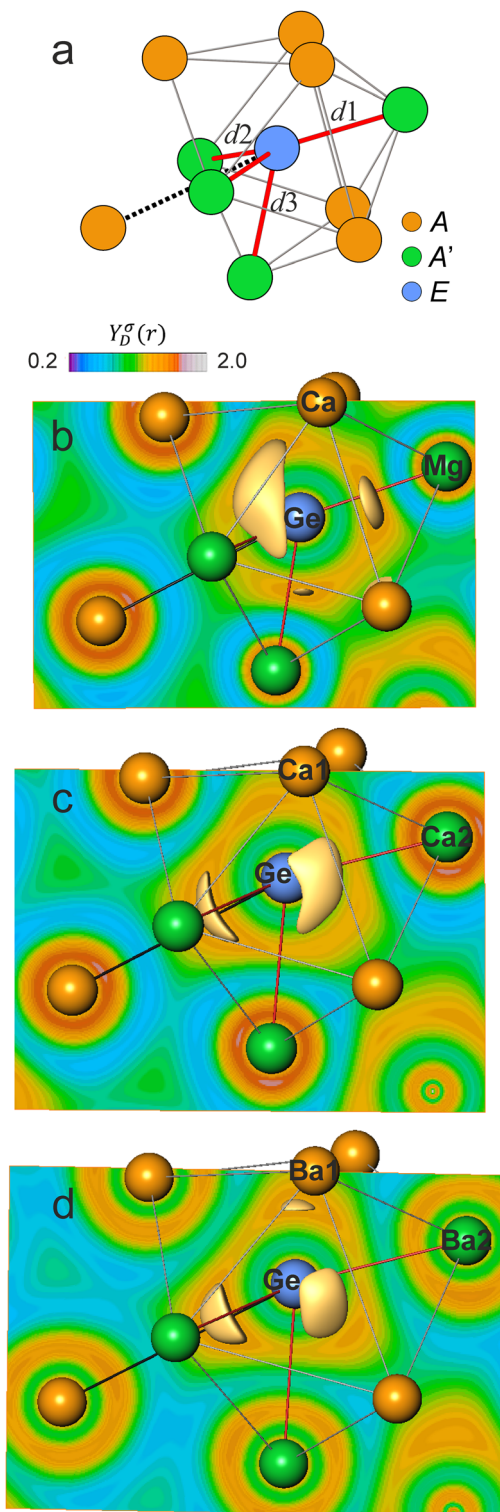 a
d1
d2
d3
A
A'
E
Y_D^σ(r)
0.2 2.0
b
Ca
Mg
Ge
c
Ca1
Ca2
Ge
d
Ba1
Ba2
Ge